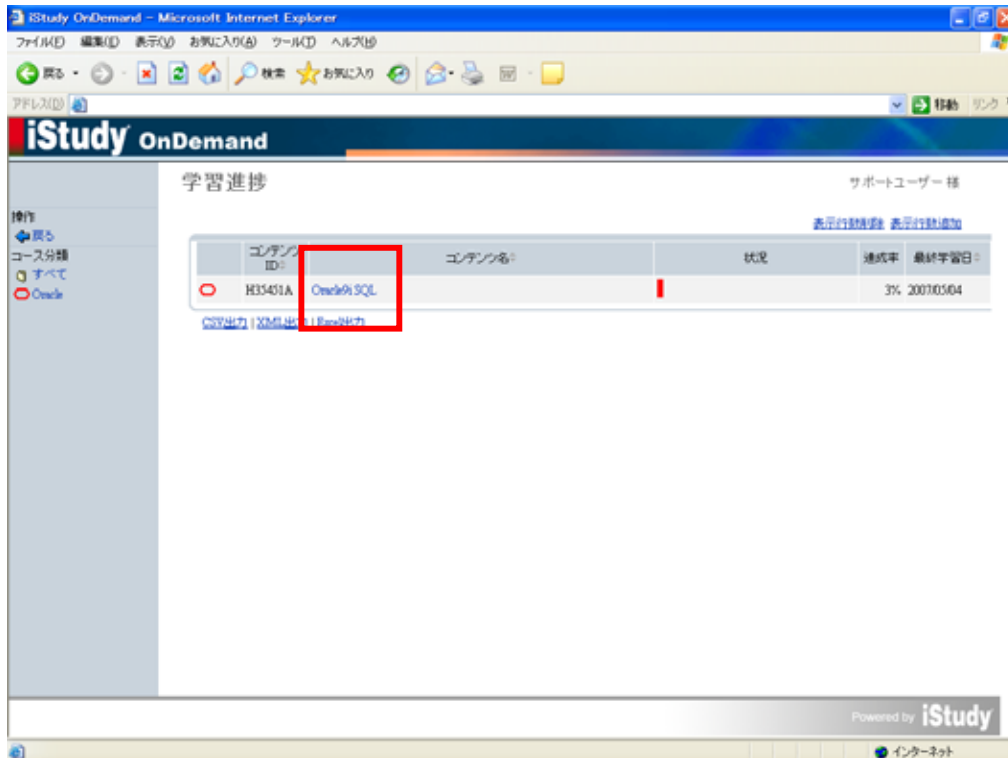 iStudy OnDemand - Microsoft Internet Explorer
ファイル(F) 編集(E) 表示(V) お気に入り(A) ツール(T) ヘルプ(H)
戻る 検索 お気に入り
アドレス(D) 移動 リンク
iStudy OnDemand
学習進捗 サポートユーザー 様
操作
戻る
コース分類
すべて
Oracle
表示行数削除 表示行数追加
コンテンツID コンテンツ名 状況 達成率 最終学習日
H35451A Oracle9i SQL 3% 2007/05/04
CSV出力 | XML出力 | Excel出力
Powered by iStudy
インターネット